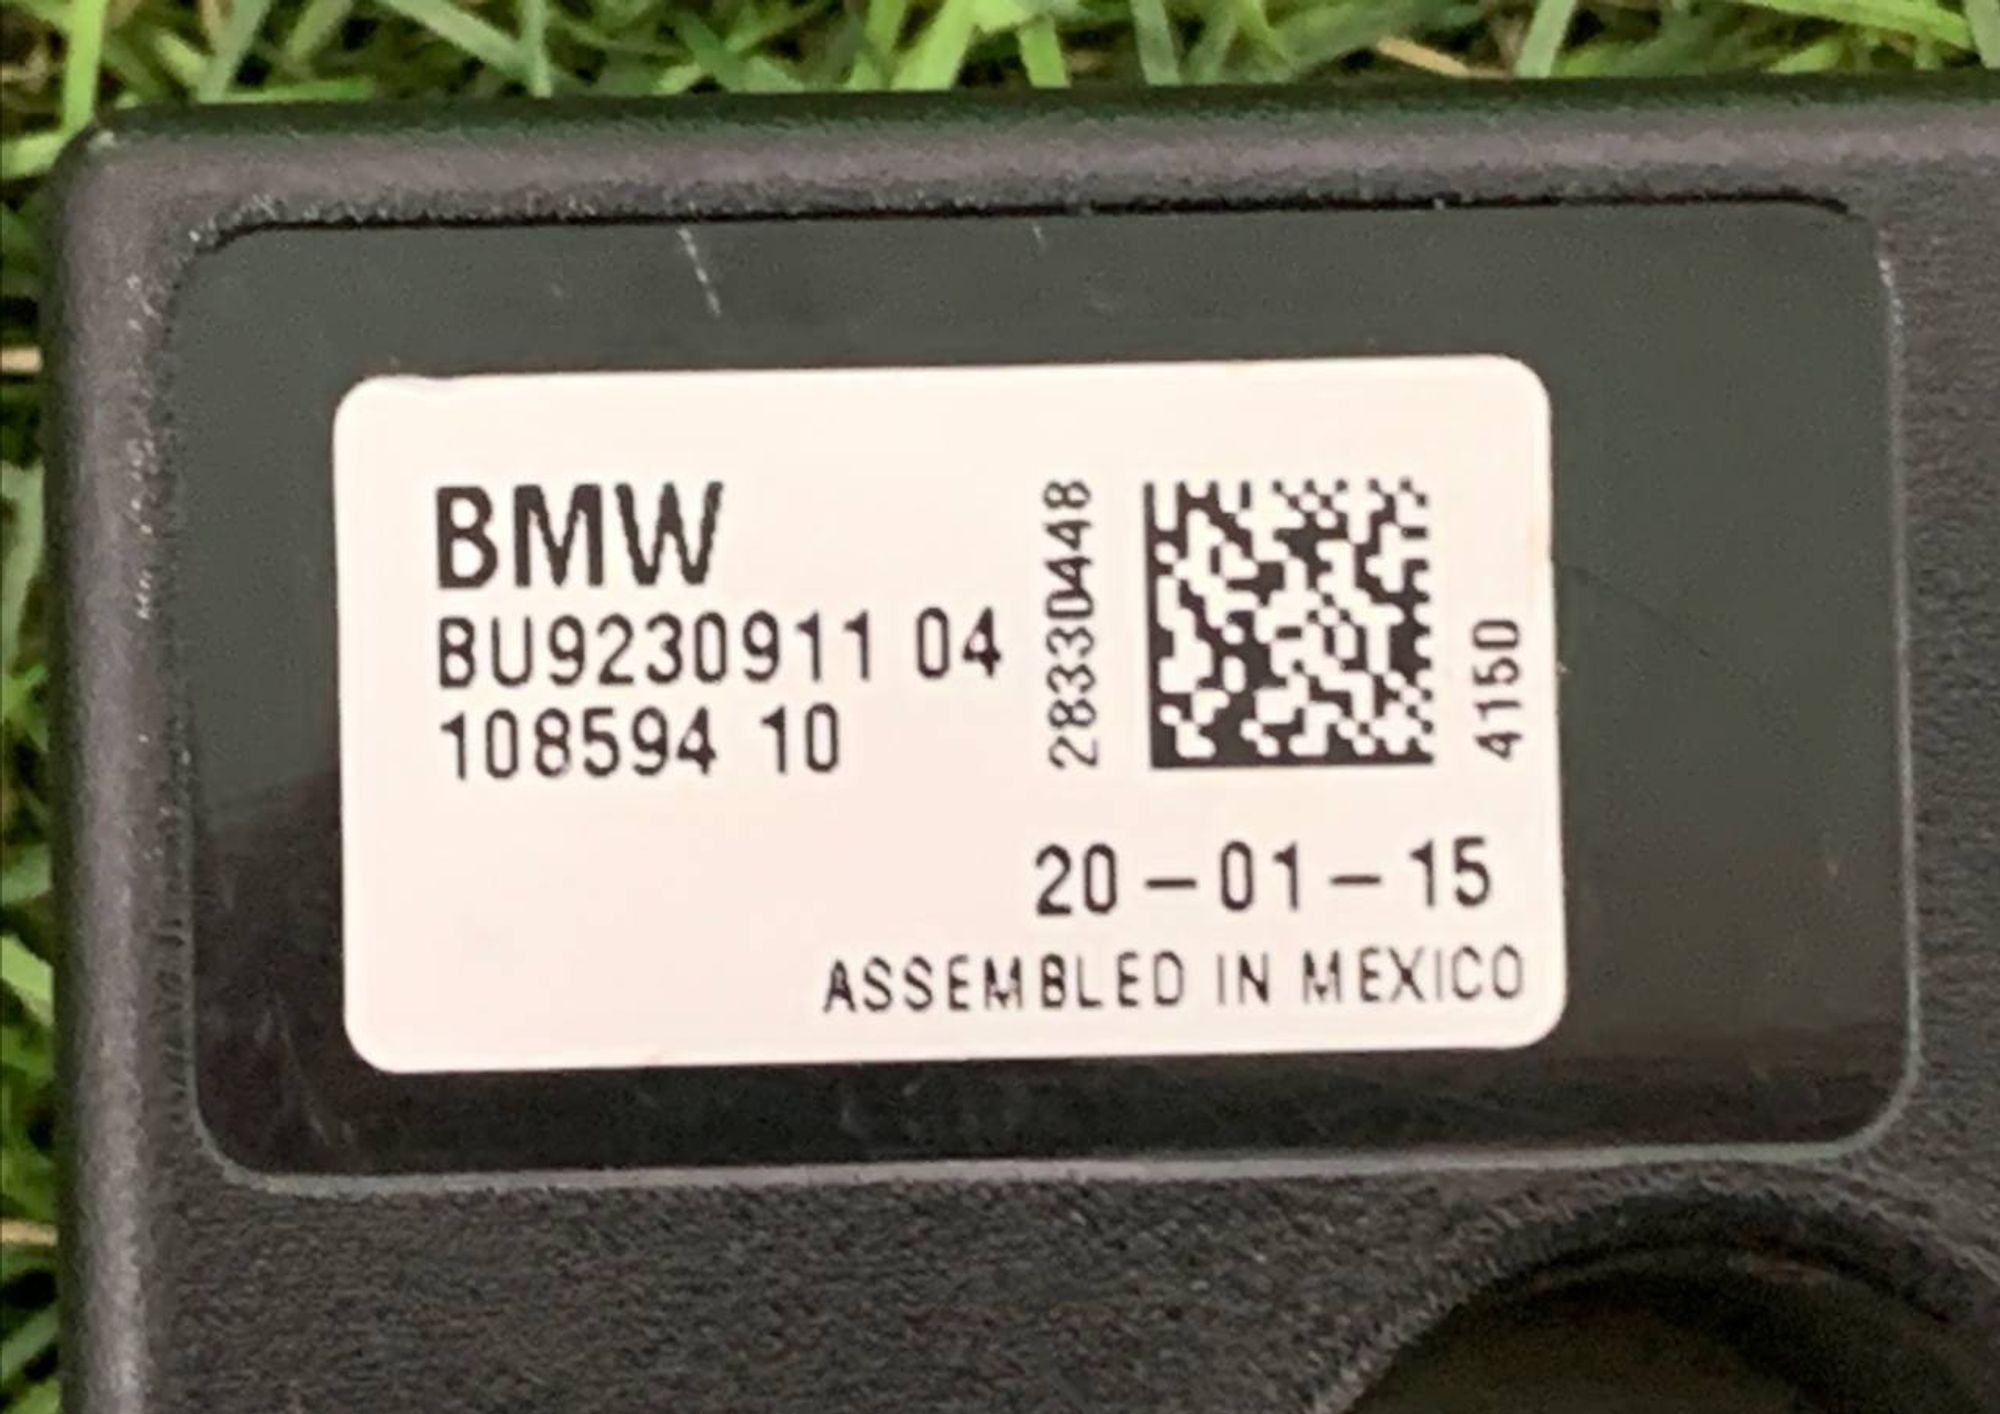 BMW
BU9230911 04
108594 10
28330448
4150
20-01-15
ASSEMBLED IN MEXICO